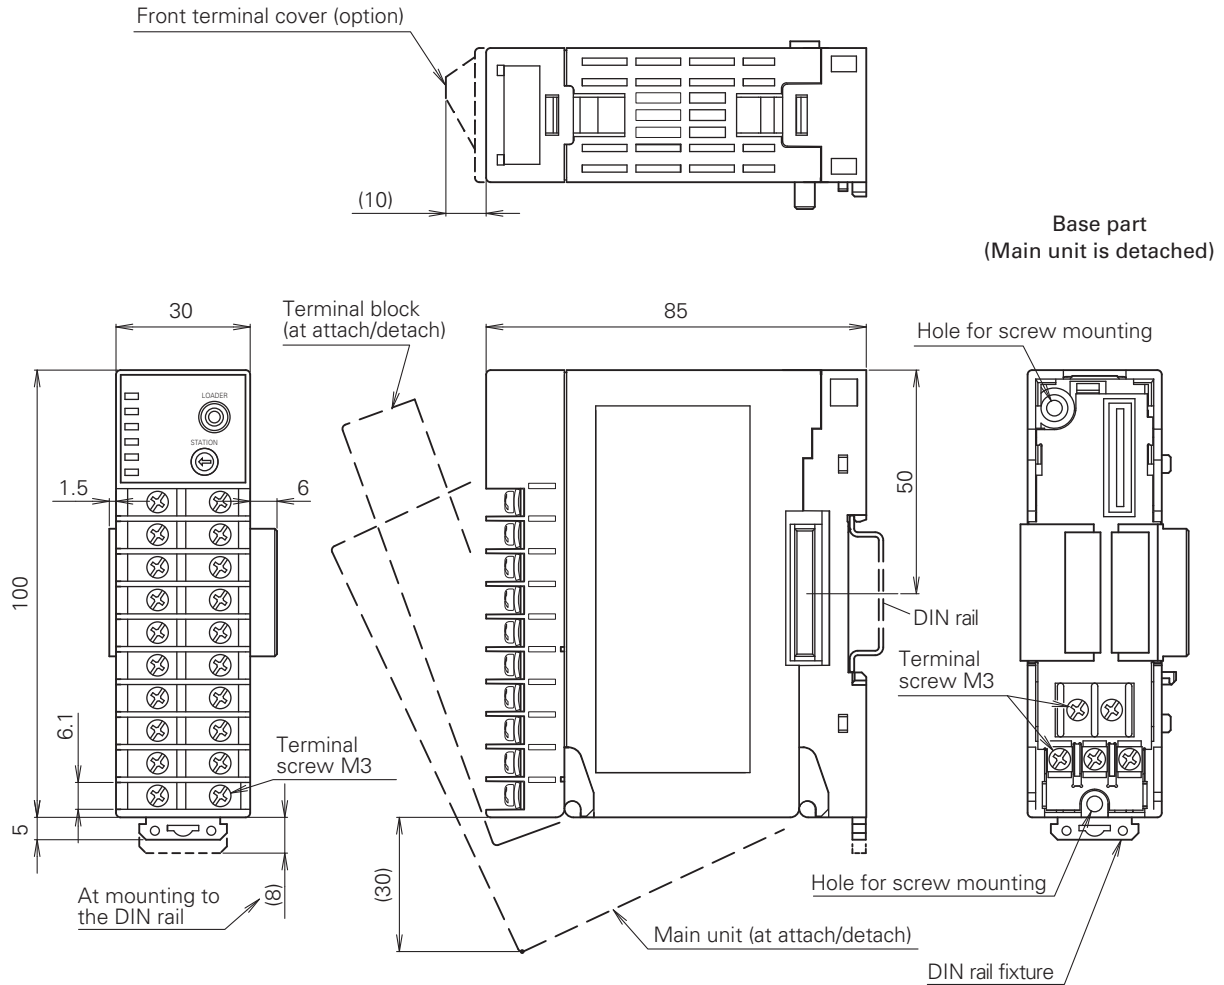 Front terminal cover (option)
(10)
Base part
(Main unit is detached)
30
Terminal block
(at attach/detach)
85
Hole for screw mounting
LOADER
STATION
1.5
6
50
100
DIN rail
Terminal
screw M3
6.1
Terminal
screw M3
5
(8)
(30)
At mounting to
the DIN rail
Hole for screw mounting
Main unit (at attach/detach)
DIN rail fixture